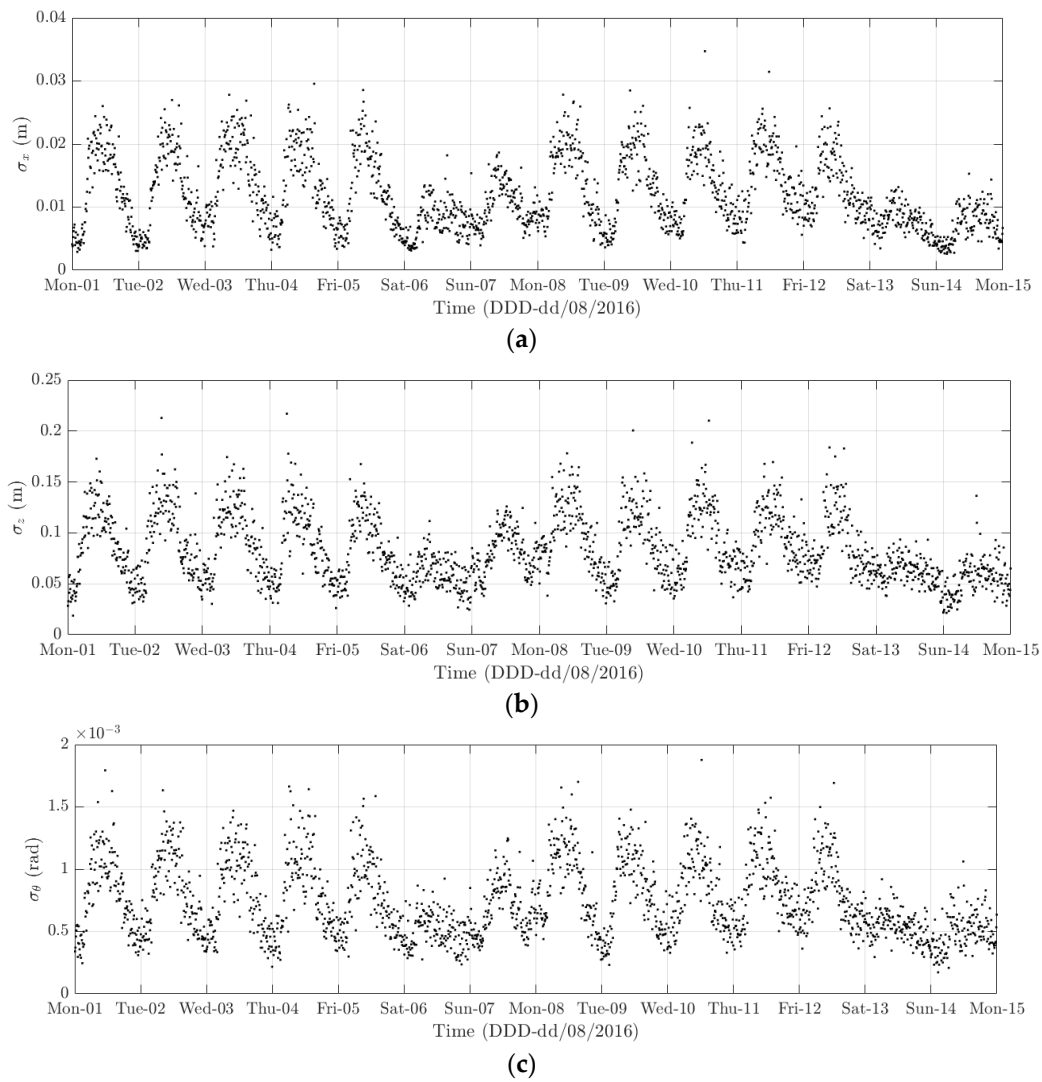 0.04
0.03
0.02
0.01
0
σx (m)
Mon-01 Tue-02 Wed-03 Thu-04 Fri-05 Sat-06 Sun-07 Mon-08 Tue-09 Wed-10 Thu-11 Fri-12 Sat-13 Sun-14 Mon-15
Time (DDD-dd/08/2016)
(a)
0.25
0.2
0.15
0.1
0.05
0
σz (m)
Mon-01 Tue-02 Wed-03 Thu-04 Fri-05 Sat-06 Sun-07 Mon-08 Tue-09 Wed-10 Thu-11 Fri-12 Sat-13 Sun-14 Mon-15
Time (DDD-dd/08/2016)
(b)
×10⁻³
2
1.5
1
0.5
0
σθ (rad)
Mon-01 Tue-02 Wed-03 Thu-04 Fri-05 Sat-06 Sun-07 Mon-08 Tue-09 Wed-10 Thu-11 Fri-12 Sat-13 Sun-14 Mon-15
Time (DDD-dd/08/2016)
(c)